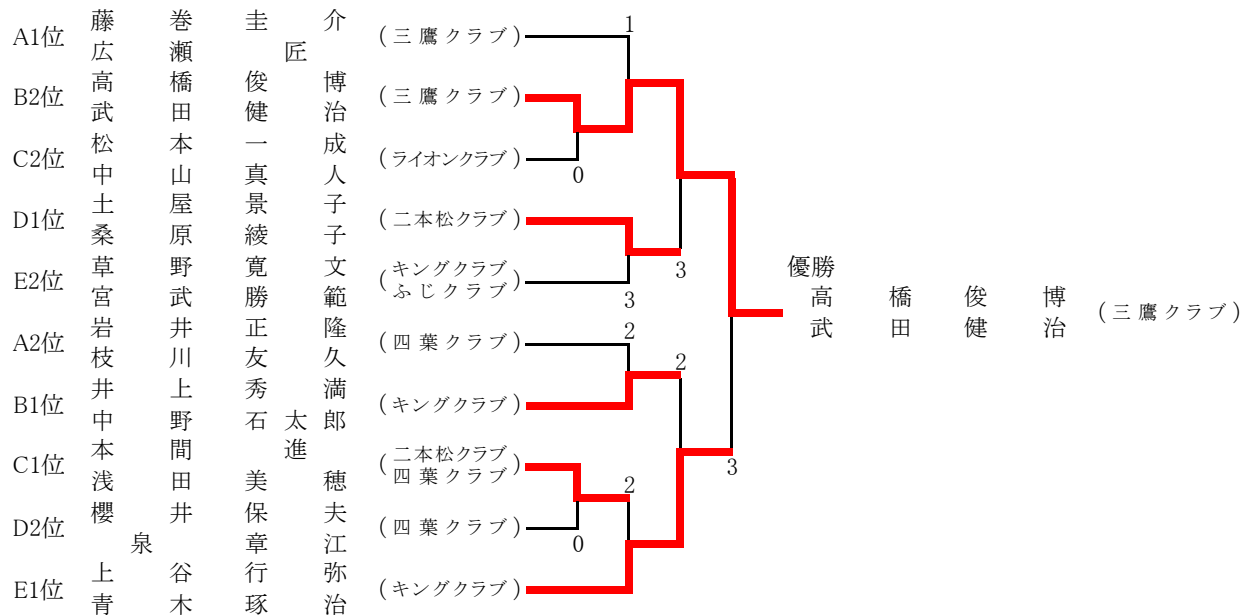 藤巻圭介
A1位 (三鷹クラブ) 1
広瀬匠
高橋俊博
B2位 (三鷹クラブ)
武田健治
松本一成
C2位 (ライオンクラブ) 0
中山真人
土屋景子
D1位 (二本松クラブ)
桑原綾子
3
草野寛文
E2位 (キングクラブ ふじクラブ) 3
宮武勝範
優勝
高橋俊博
武田健治 (三鷹クラブ)
岩井正隆
A2位 (四葉クラブ) 2
枝川友久
2
井上秀満
B1位 (キングクラブ)
中野石太郎
本間進
C1位 (二本松クラブ 四葉クラブ) 2
浅田美穂
3
櫻井保夫
D2位 (四葉クラブ) 0
泉章江
上谷行弥
E1位 (キングクラブ)
青木琢治